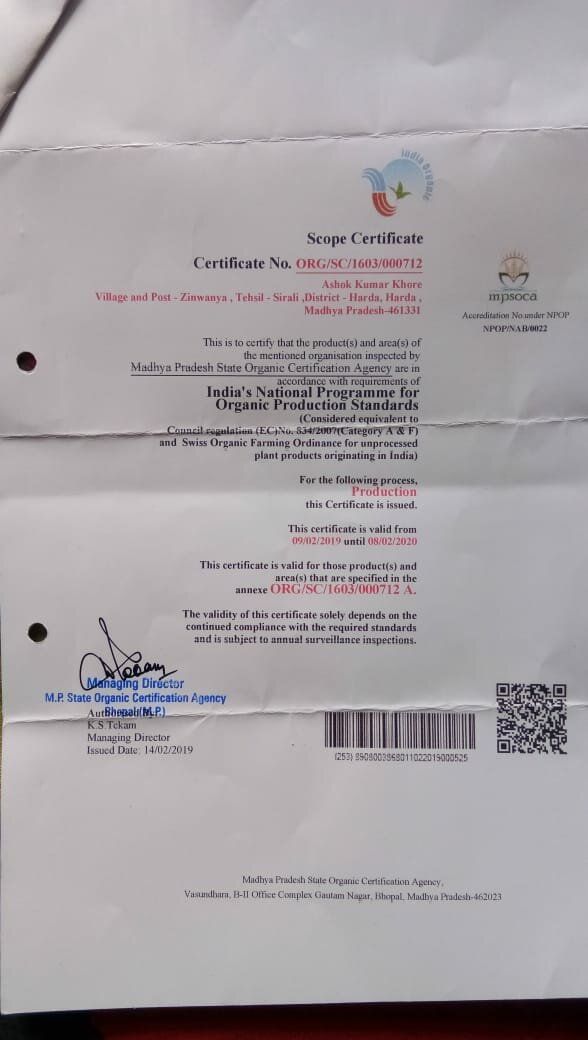 India Organic
Scope Certificate
Certificate No. ORG/SC/1603/000712
Ashok Kumar Khore
Village and Post - Zinwanya , Tehsil - Sirali ,District - Harda, Harda ,
Madhya Pradesh-461331
mpsoca
Accreditation No under NPOP
NPOP/NAB/0022
This is to certify that the product(s) and area(s) of
the mentioned organisation inspected by
Madhya Pradesh State Organic Certification Agency are in
accordance with requirements of
India's National Programme for
Organic Production Standards
(Considered equivalent to
Council regulation (EC)No. 834/2007(Category A & F)
and Swiss Organic Farming Ordinance for unprocessed
plant products originating in India)
For the following process,
Production
this Certificate is issued.
This certificate is valid from
09/02/2019 until 08/02/2020
This certificate is valid for those product(s) and
area(s) that are specified in the
annexe ORG/SC/1603/000712 A.
The validity of this certificate solely depends on the
continued compliance with the required standards
and is subject to annual surveillance inspections.
Managing Director
M.P. State Organic Certification Agency
Bhopal (M.P.)
K.S.Tekam
Managing Director
Issued Date: 14/02/2019
(253) 8908003868011022019000525
Madhya Pradesh State Organic Certification Agency,
Vasundhara, B-II Office Complex Gautam Nagar, Bhopal, Madhya Pradesh-462023